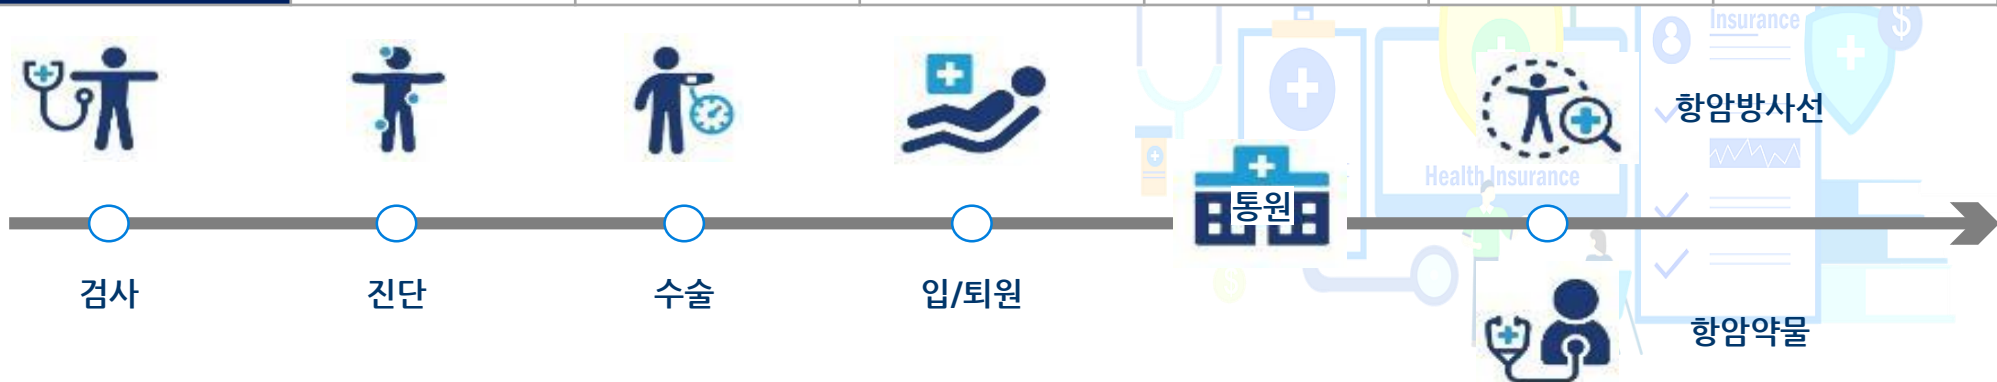 Insurance
$
항암방사선
Health Insurance
통원
검사
진단
수술
입/퇴원
항암약물